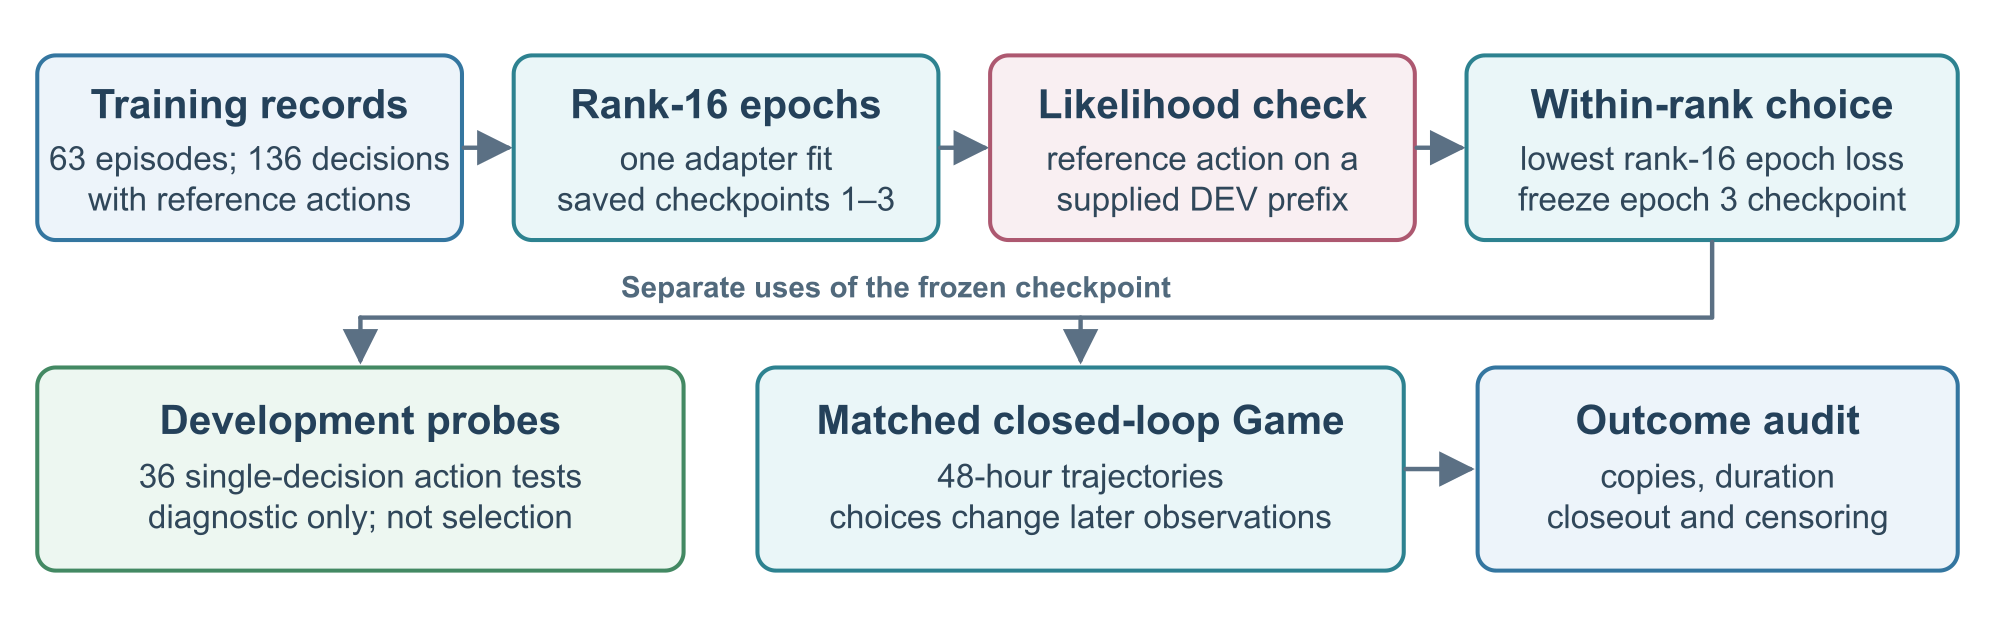 Training records
63 episodes; 136 decisions
with reference actions
Rank-16 epochs
one adapter fit
saved checkpoints 1–3
Likelihood check
reference action on a
supplied DEV prefix
Within-rank choice
lowest rank-16 epoch loss
freeze epoch 3 checkpoint
Separate uses of the frozen checkpoint
Development probes
36 single-decision action tests
diagnostic only; not selection
Matched closed-loop Game
48-hour trajectories
choices change later observations
Outcome audit
copies, duration
closeout and censoring